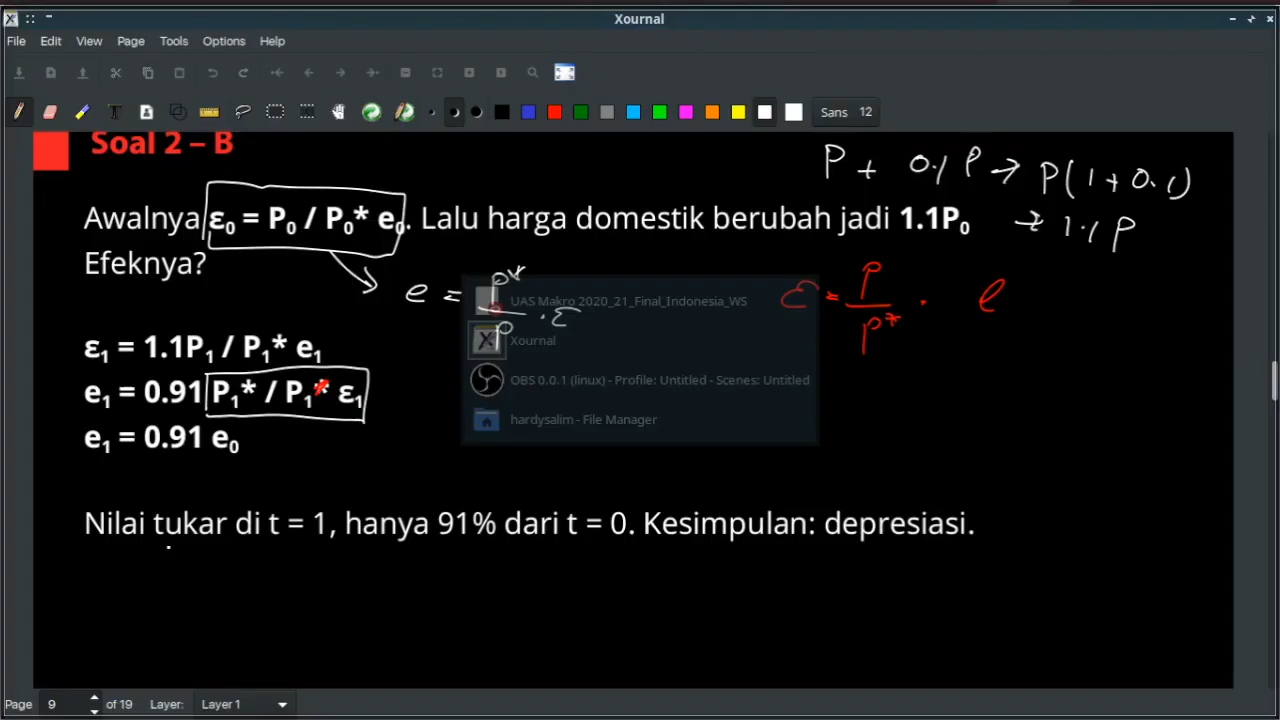 Xournal
File Edit View Page Tools Options Help
Sans 12
Soal 2 – B
P + 0.1 P → P(1 + 0.1)
Awalnya ε₀ = P₀ / P₀* e₀. Lalu harga domestik berubah jadi 1.1P₀
→ 1.1 P
Efeknya?
e = P* / P · ε
ε = P / P* · e
UAS Makro 2020_21_Final_Indonesia_WS
Xournal
OBS 0.0.1 (linux) - Profile: Untitled - Scenes: Untitled
hardysalim - File Manager
ε₁ = 1.1P₁ / P₁* e₁
e₁ = 0.91 P₁* / P₁* ε₁
e₁ = 0.91 e₀
Nilai tukar di t = 1, hanya 91% dari t = 0. Kesimpulan: depresiasi.
Page 9 of 19 Layer: Layer 1